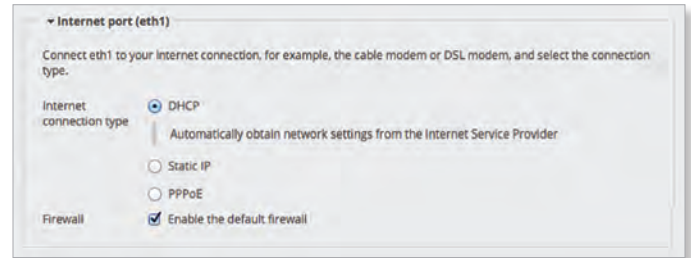 Internet port (eth1)
Connect eth1 to your Internet connection, for example, the cable modem or DSL modem, and select the connection
type.
Internet
connection type
DHCP
Automatically obtain network settings from the Internet Service Provider
Static IP
PPPoE
Firewall
Enable the default firewall